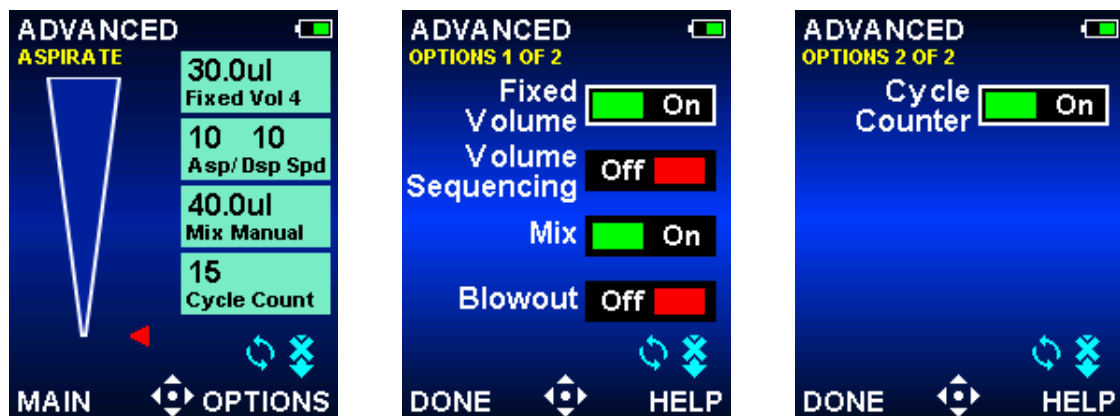 ADVANCED
ASPIRATE
30.0ul
Fixed Vol 4
10 10
Asp/Dsp Spd
40.0ul
Mix Manual
15
Cycle Count
MAIN
OPTIONS
ADVANCED
OPTIONS 1 OF 2
Fixed
Volume
On
Volume
Sequencing
Off
Mix
On
Blowout
Off
DONE
HELP
ADVANCED
OPTIONS 2 OF 2
Cycle
Counter
On
DONE
HELP